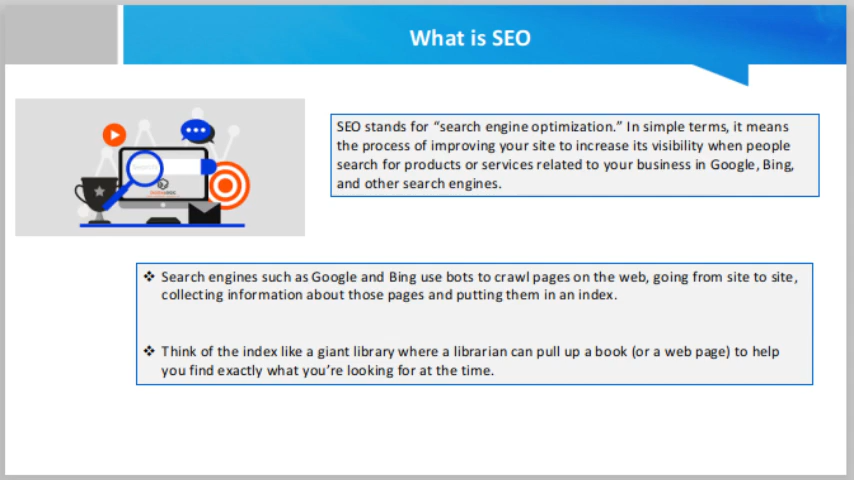 What is SEO
SEO stands for “search engine optimization.” In simple terms, it means
the process of improving your site to increase its visibility when people
search for products or services related to your business in Google, Bing,
and other search engines.
Search engines such as Google and Bing use bots to crawl pages on the web, going from site to site,
collecting information about those pages and putting them in an index.
Think of the index like a giant library where a librarian can pull up a book (or a web page) to help
you find exactly what you’re looking for at the time.